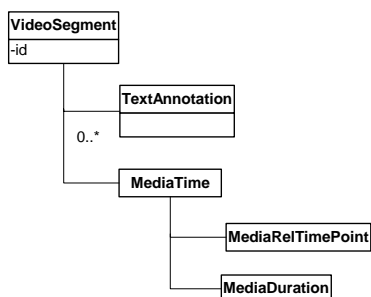 VideoSegment
-id
TextAnnotation
0..*
MediaTime
MediaRelTimePoint
MediaDuration